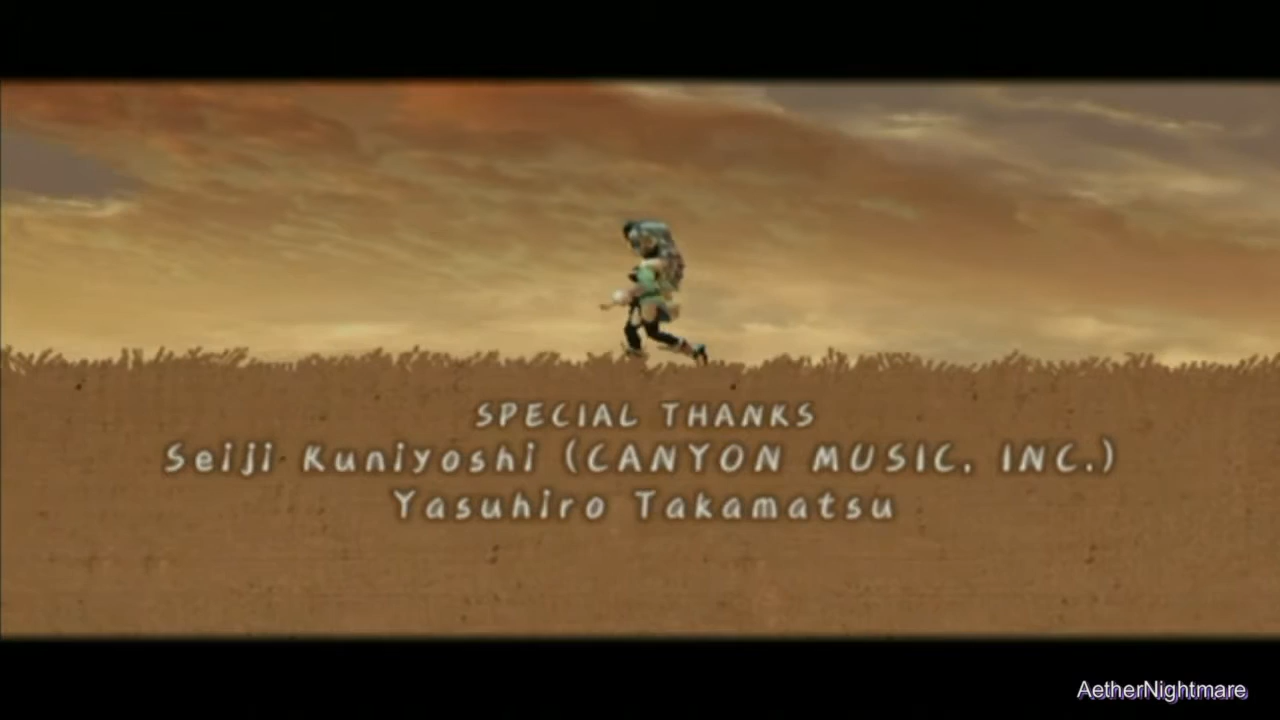 SPECIAL THANKS
Seiji Kuniyoshi (CANYON MUSIC, INC.)
Yasuhiro Takamatsu
AetherNightmare